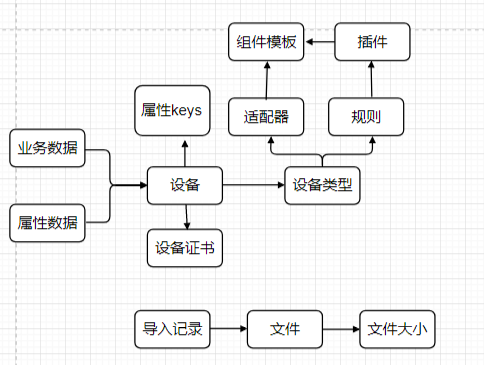 组件模板
插件
属性keys
适配器
规则
业务数据
设备
设备类型
属性数据
设备证书
导入记录
文件
文件大小